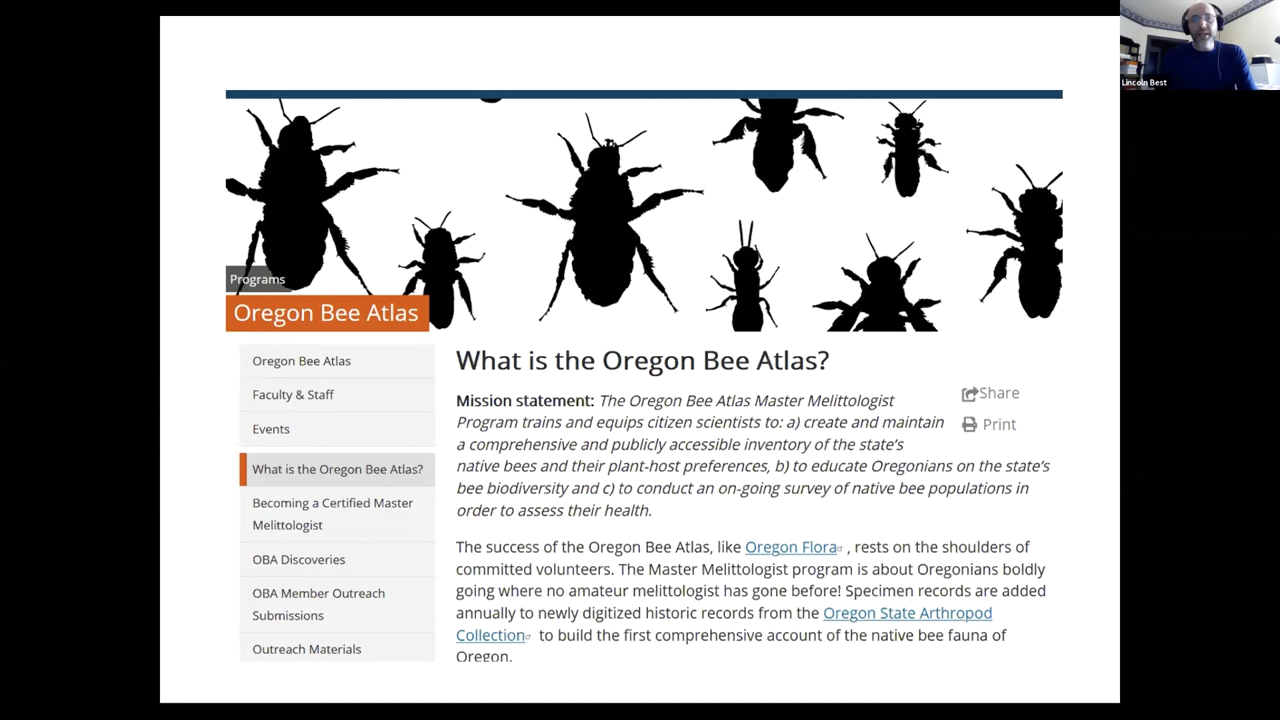 Lincoln Best
Programs
Oregon Bee Atlas
Oregon Bee Atlas
Faculty & Staff
Events
What is the Oregon Bee Atlas?
Becoming a Certified Master
Melittologist
OBA Discoveries
OBA Member Outreach
Submissions
Outreach Materials
What is the Oregon Bee Atlas?
Share
Print
Mission statement: The Oregon Bee Atlas Master Melittologist
Program trains and equips citizen scientists to: a) create and maintain
a comprehensive and publicly accessible inventory of the state’s
native bees and their plant-host preferences, b) to educate Oregonians on the state’s
bee biodiversity and c) to conduct an on-going survey of native bee populations in
order to assess their health.
The success of the Oregon Bee Atlas, like Oregon Flora , rests on the shoulders of
committed volunteers. The Master Melittologist program is about Oregonians boldly
going where no amateur melittologist has gone before! Specimen records are added
annually to newly digitized historic records from the Oregon State Arthropod
Collection to build the first comprehensive account of the native bee fauna of
Oregon.